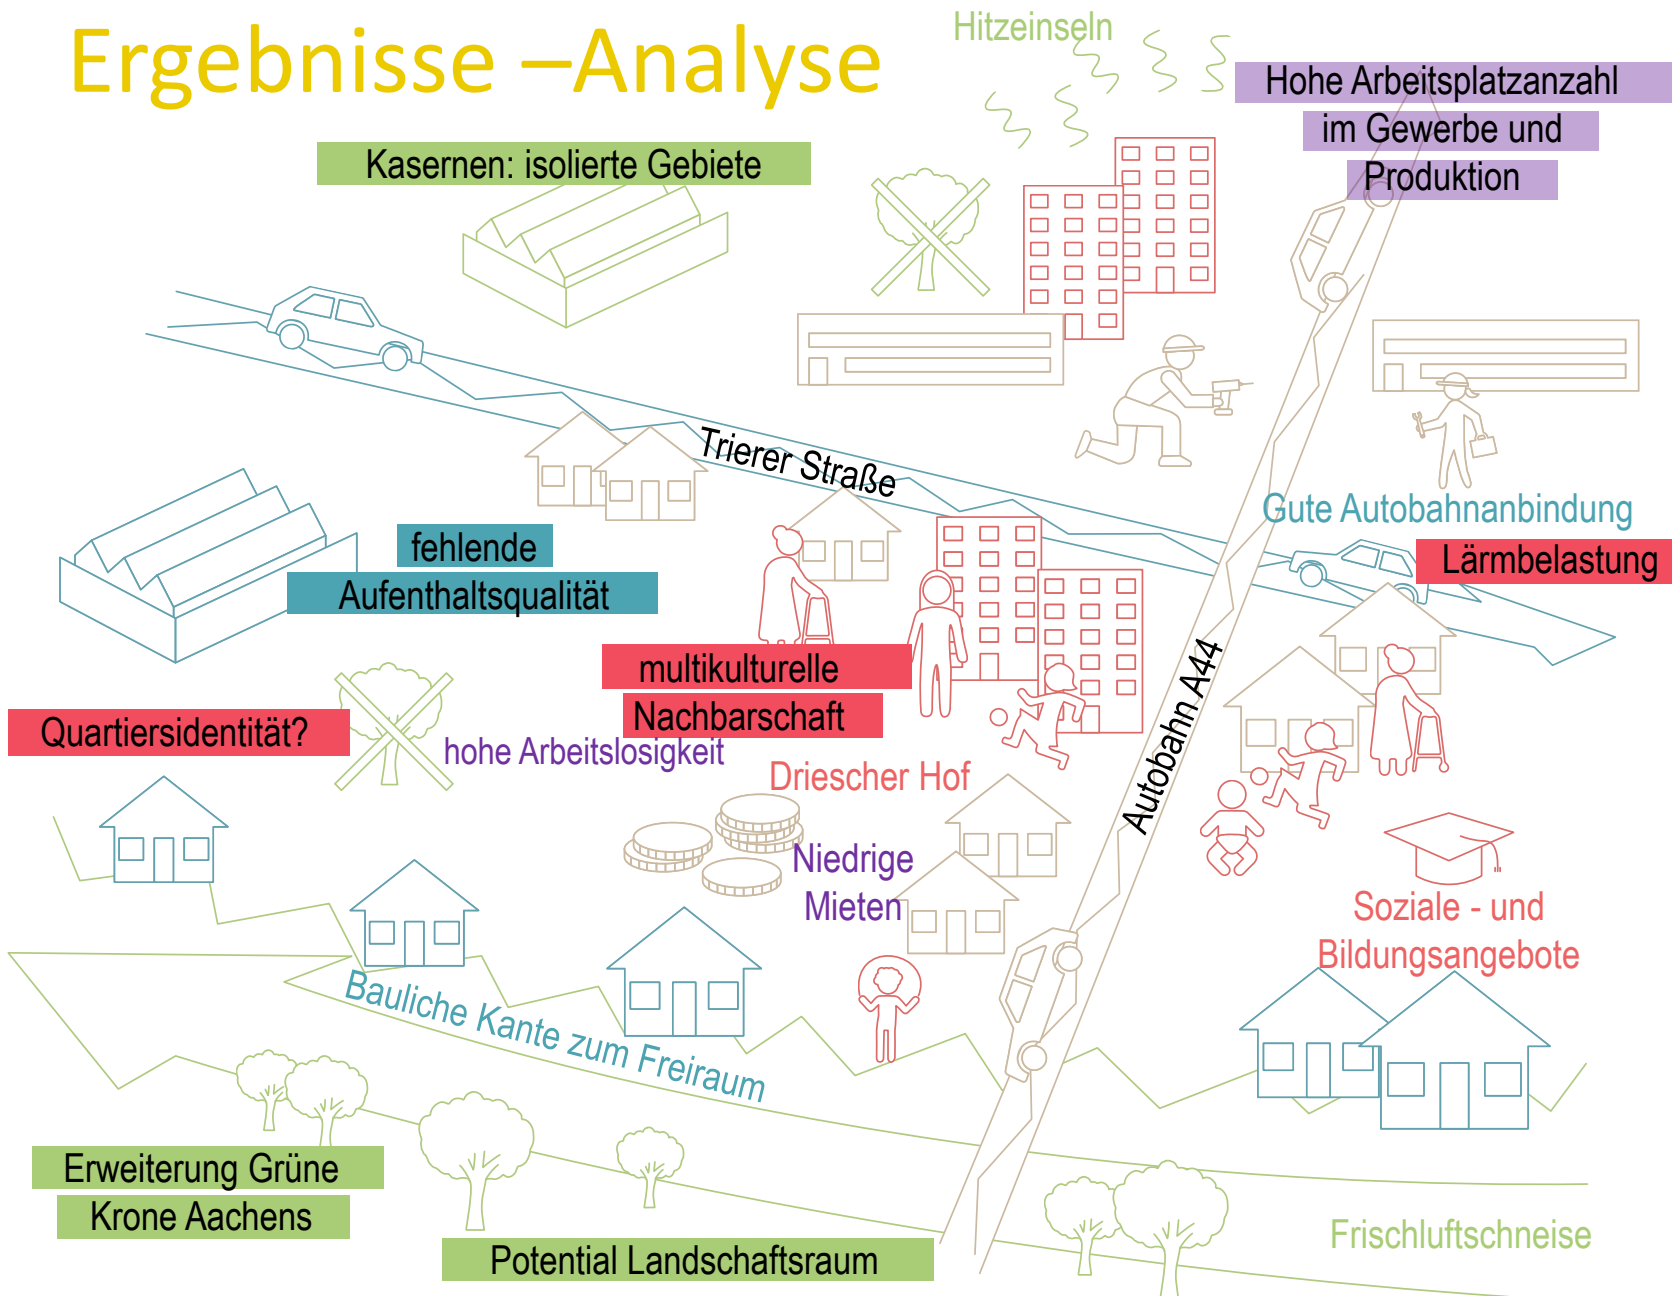 Ergebnisse –Analyse
Hitzeinseln
Hohe Arbeitsplatzanzahl
im Gewerbe und
Produktion
Kasernen: isolierte Gebiete
Trierer Straße
Gute Autobahnanbindung
Lärmbelastung
fehlende
Aufenthaltsqualität
multikulturelle
Nachbarschaft
Quartiersidentität?
hohe Arbeitslosigkeit
Driescher Hof
Autobahn A44
Niedrige
Mieten
Soziale - und
Bildungsangebote
Bauliche Kante zum Freiraum
Erweiterung Grüne
Krone Aachens
Potential Landschaftsraum
Frischluftschneise